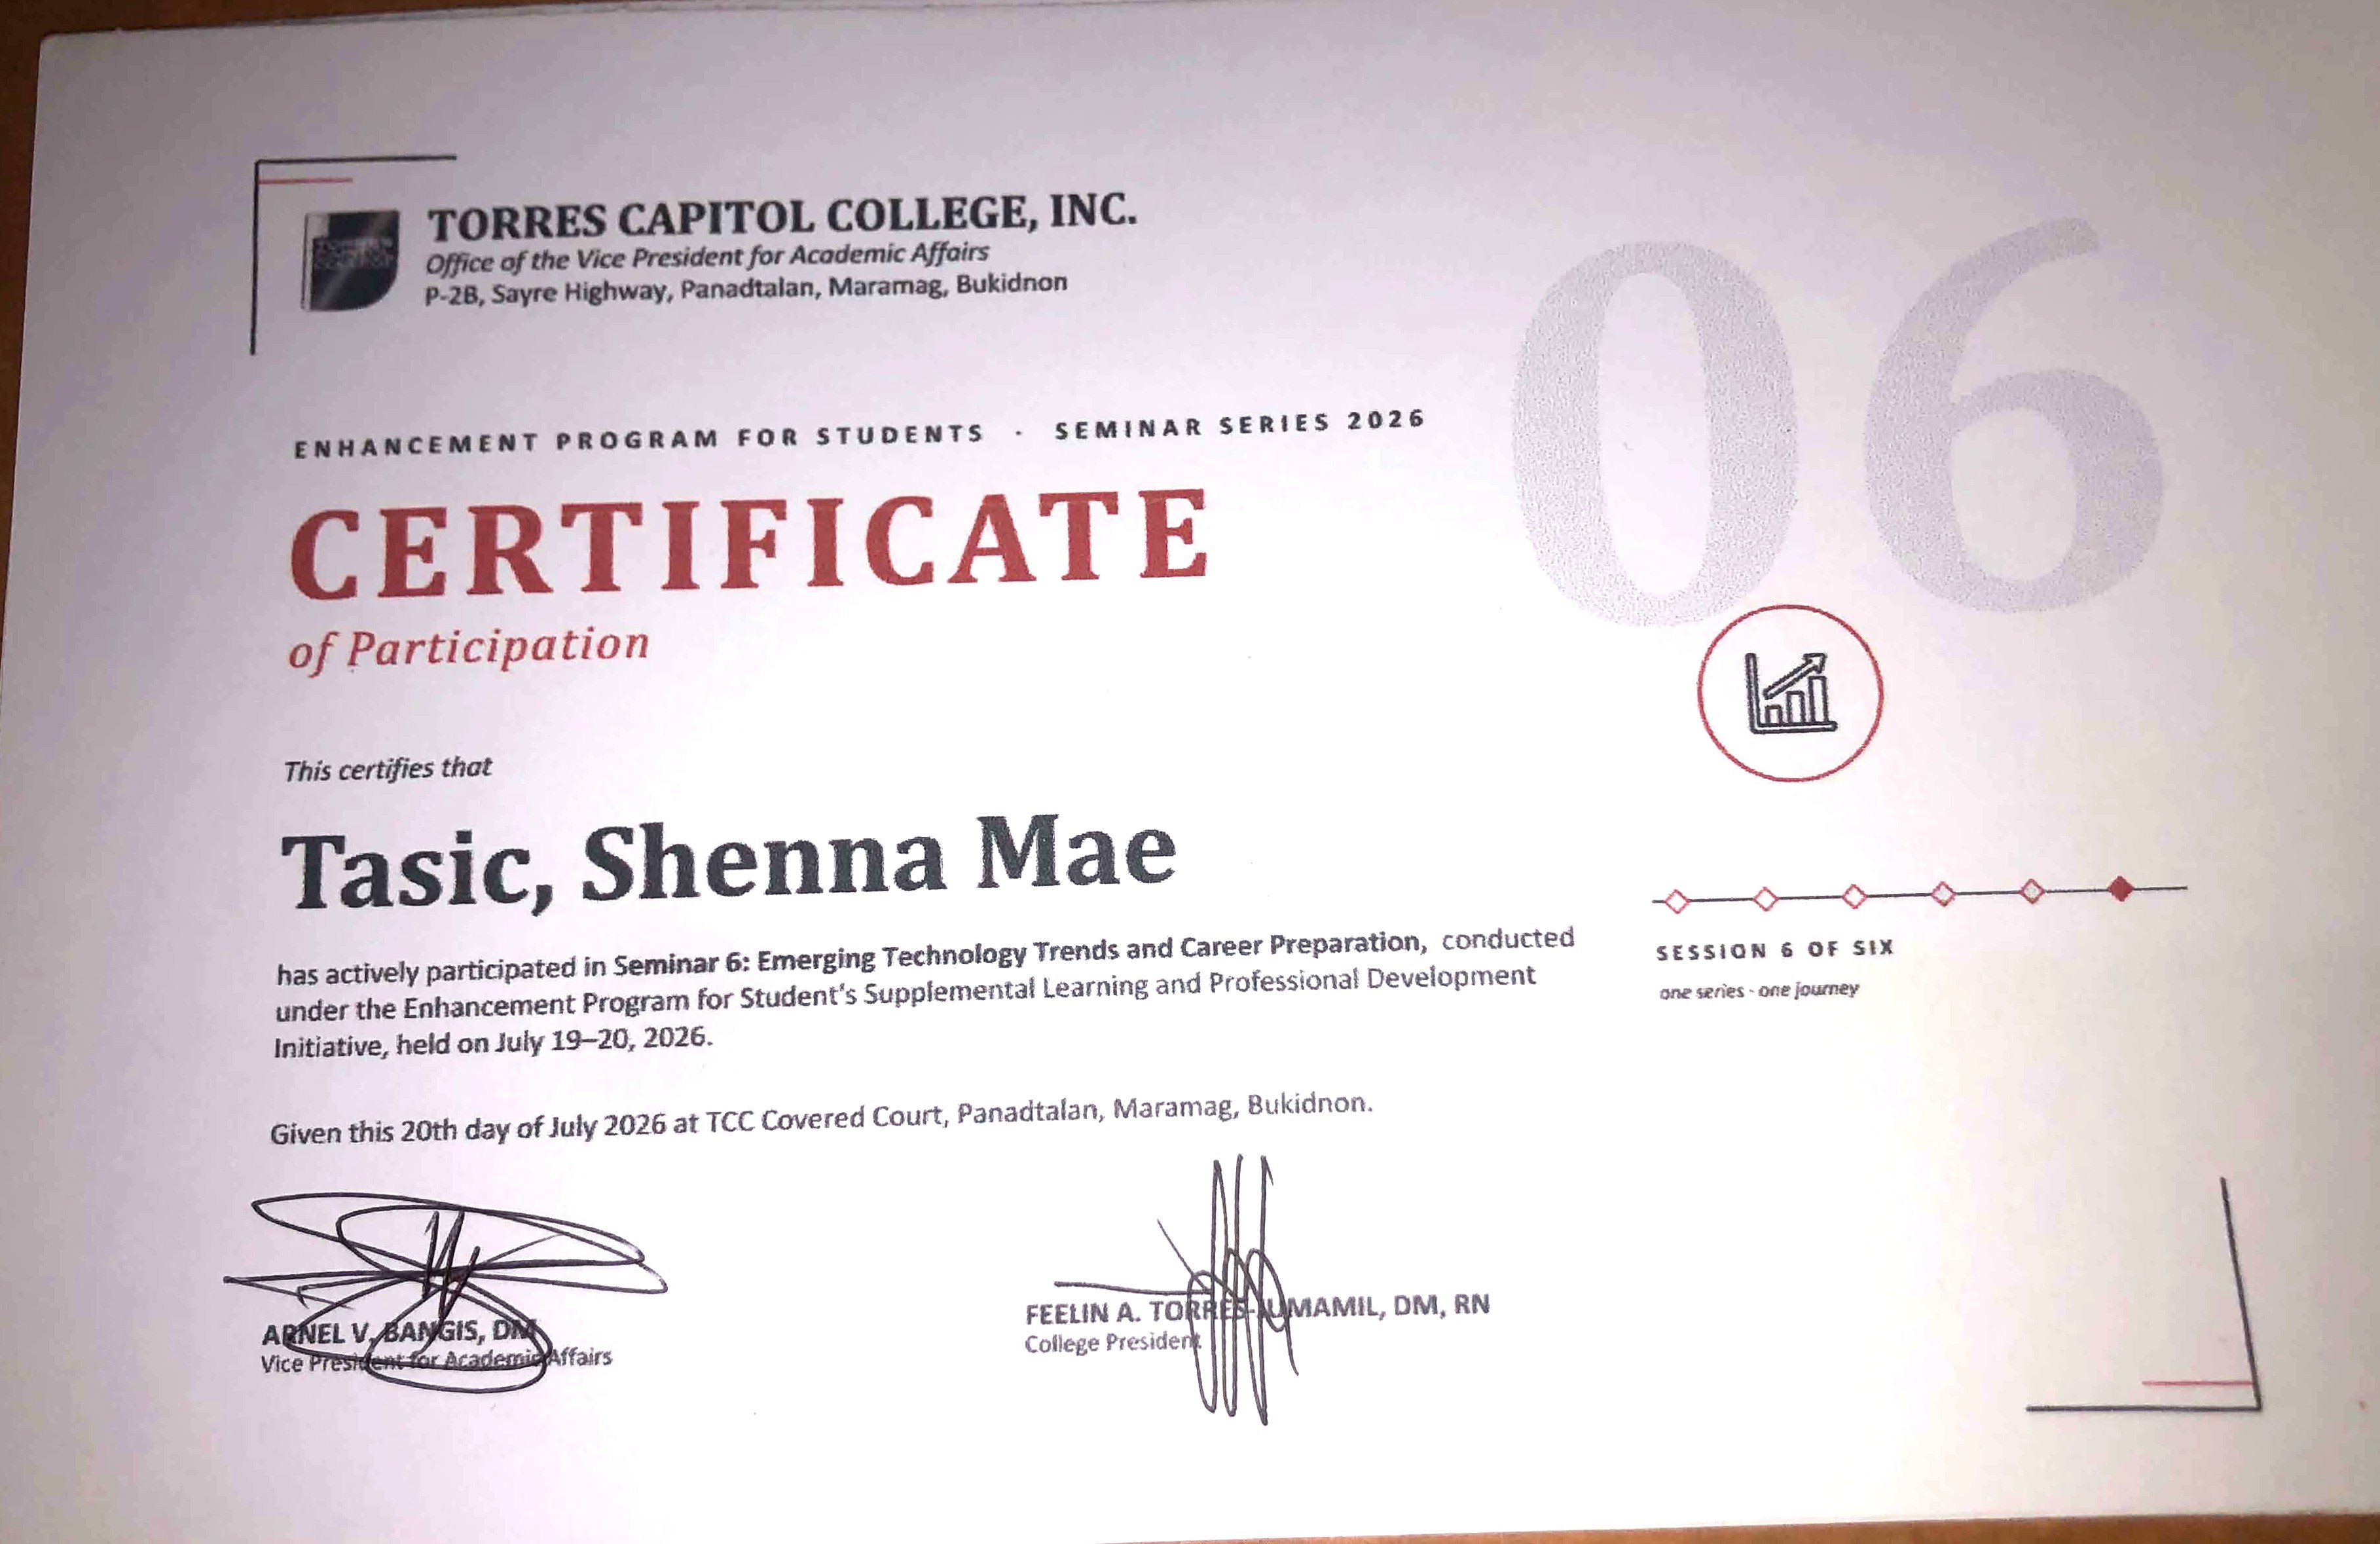 TORRES CAPITOL COLLEGE, INC.
Office of the Vice President for Academic Affairs
P-2B, Sayre Highway, Panadtalan, Maramag, Bukidnon
06
ENHANCEMENT PROGRAM FOR STUDENTS · SEMINAR SERIES 2026
CERTIFICATE
of Participation
This certifies that
Tasic, Shenna Mae
has actively participated in Seminar 6: Emerging Technology Trends and Career Preparation, conducted
under the Enhancement Program for Student's Supplemental Learning and Professional Development
Initiative, held on July 19–20, 2026.
SESSION 6 OF SIX
one series - one journey
Given this 20th day of July 2026 at TCC Covered Court, Panadtalan, Maramag, Bukidnon.
ARNEL V. BANGIS, DM
Vice President for Academic Affairs
FEELIN A. DM, RN
College President